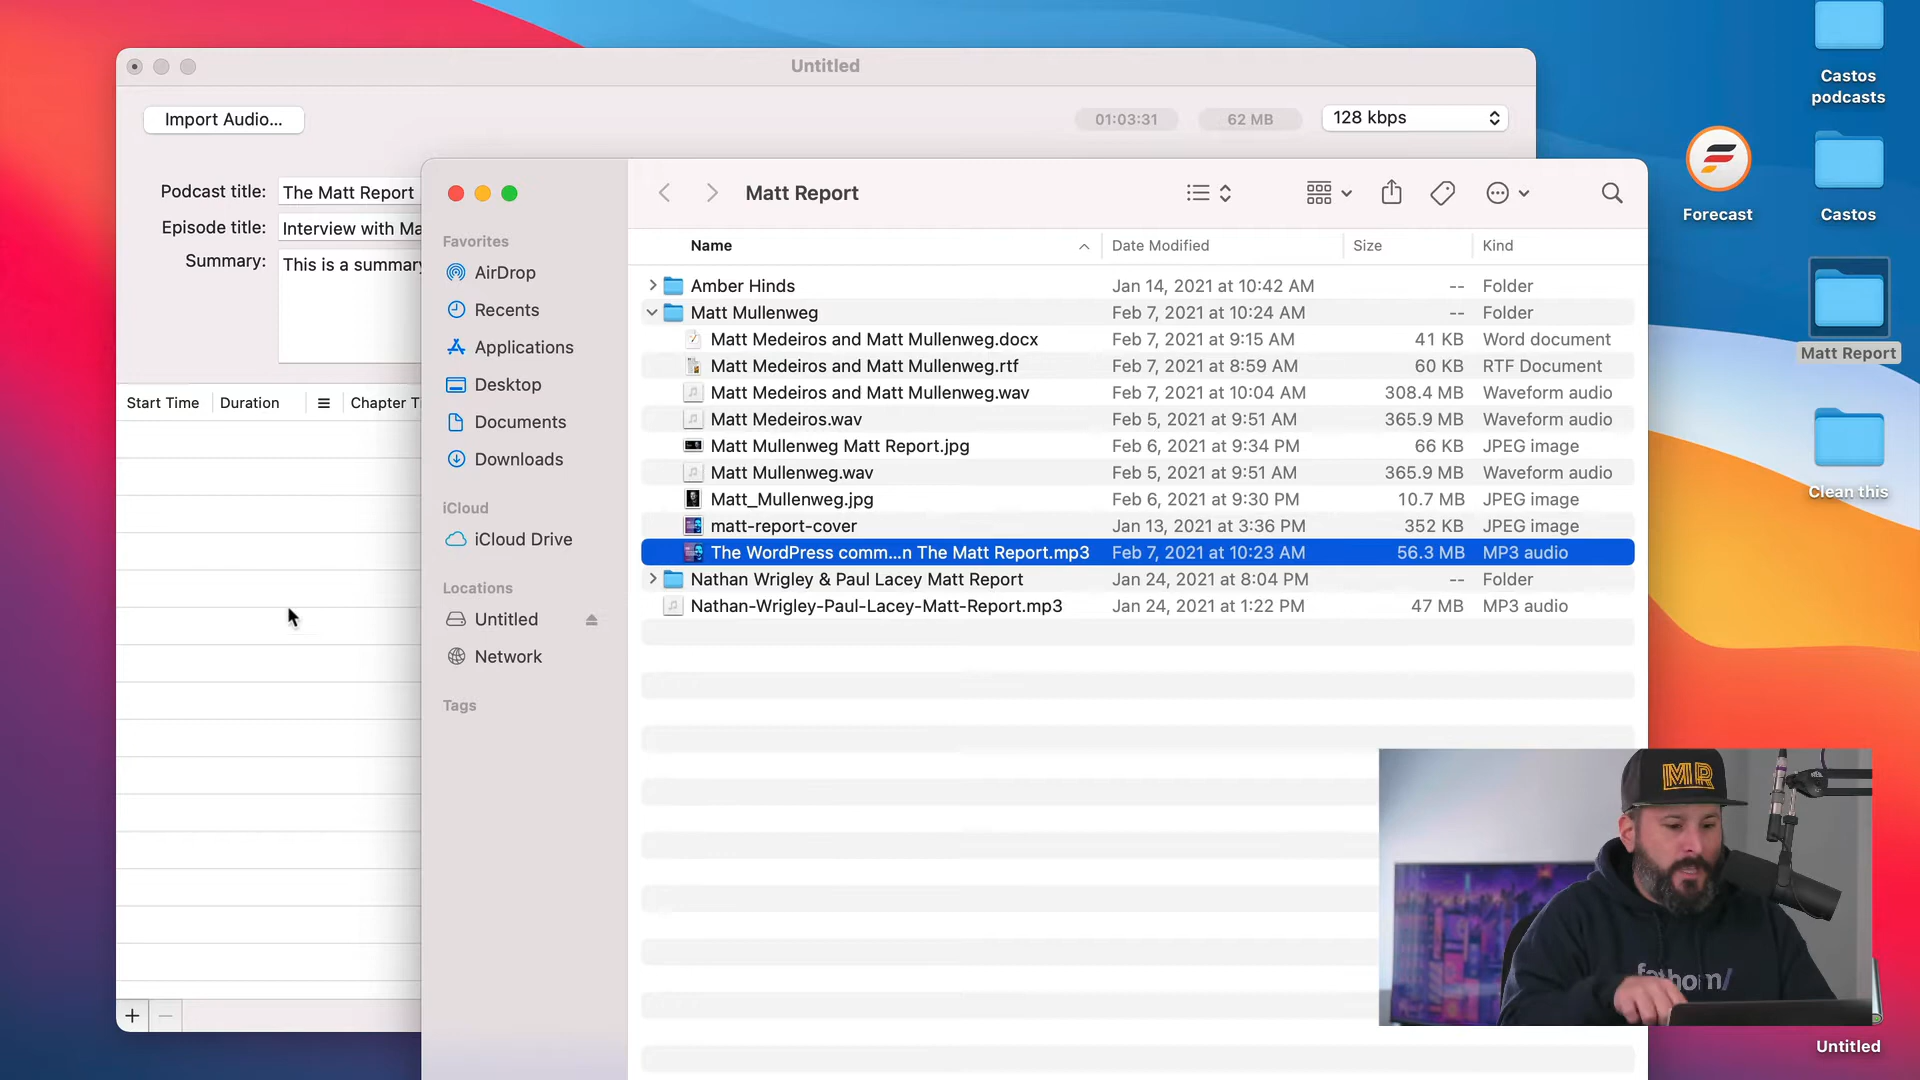 Untitled
Import Audio...
01:03:31
62 MB
128 kbps
Podcast title: The Matt Report
Episode title: Interview with Ma
Summary: This is a summary
Start Time
Duration
Chapter T
Matt Report
Favorites
AirDrop
Recents
Applications
Desktop
Documents
Downloads
iCloud
iCloud Drive
Locations
Untitled
Network
Tags
Name Date Modified Size Kind
Amber Hinds Jan 14, 2021 at 10:42 AM -- Folder
Matt Mullenweg Feb 7, 2021 at 10:24 AM -- Folder
Matt Medeiros and Matt Mullenweg.docx Feb 7, 2021 at 9:15 AM 41 KB Word document
Matt Medeiros and Matt Mullenweg.rtf Feb 7, 2021 at 8:59 AM 60 KB RTF Document
Matt Medeiros and Matt Mullenweg.wav Feb 7, 2021 at 10:04 AM 308.4 MB Waveform audio
Matt Medeiros.wav Feb 5, 2021 at 9:51 AM 365.9 MB Waveform audio
Matt Mullenweg Matt Report.jpg Feb 6, 2021 at 9:34 PM 66 KB JPEG image
Matt Mullenweg.wav Feb 5, 2021 at 9:51 AM 365.9 MB Waveform audio
Matt_Mullenweg.jpg Feb 6, 2021 at 9:30 PM 10.7 MB JPEG image
matt-report-cover Jan 13, 2021 at 3:36 PM 352 KB JPEG image
The WordPress comm...n The Matt Report.mp3 Feb 7, 2021 at 10:23 AM 56.3 MB MP3 audio
Nathan Wrigley & Paul Lacey Matt Report Jan 24, 2021 at 8:04 PM -- Folder
Nathan-Wrigley-Paul-Lacey-Matt-Report.mp3 Jan 24, 2021 at 1:22 PM 47 MB MP3 audio
Castos
podcasts
Forecast
Castos
Matt Report
Clean this
MR
fathom/
Untitled